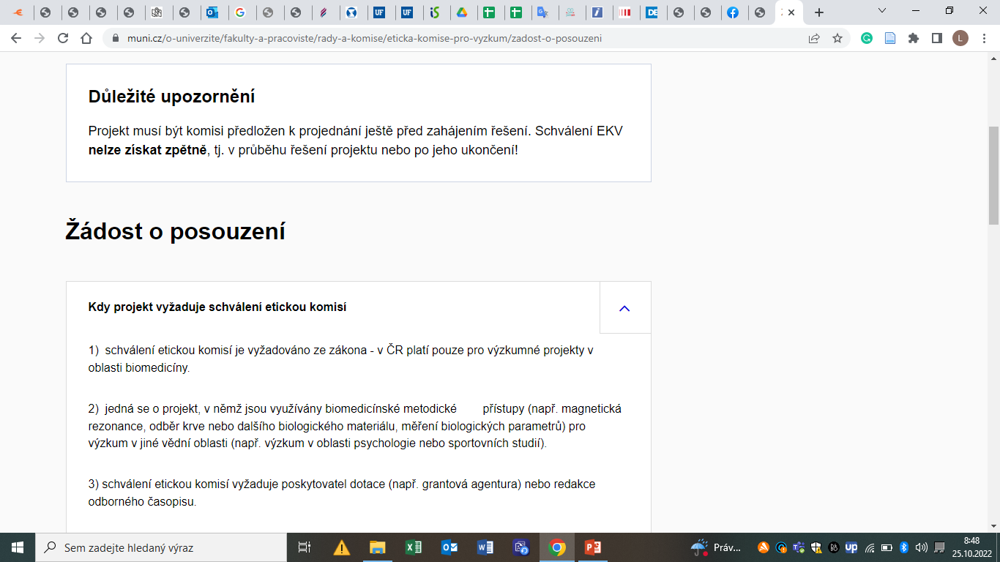 muni.cz/o-univerzite/fakulty-a-pracoviste/rady-a-komise/eticka-komise-pro-vyzkum/zadost-o-posouzeni
L
Důležité upozornění
Projekt musí být komisi předložen k projednání ještě před zahájením řešení. Schválení EKV
nelze získat zpětně, tj. v průběhu řešení projektu nebo po jeho ukončení!
Žádost o posouzení
Kdy projekt vyžaduje schválení etickou komisí
1) schválení etickou komisí je vyžadováno ze zákona - v ČR platí pouze pro výzkumné projekty v
oblasti biomedicíny.
2) jedná se o projekt, v němž jsou využívány biomedicínské metodické přístupy (např. magnetická
rezonance, odběr krve nebo dalšího biologického materiálu, měření biologických parametrů) pro
výzkum v jiné vědní oblasti (např. výzkum v oblasti psychologie nebo sportovních studií).
3) schválení etickou komisí vyžaduje poskytovatel dotace (např. grantová agentura) nebo redakce
odborného časopisu.
Sem zadejte hledaný výraz
Práv...
8:48
25.10.2022